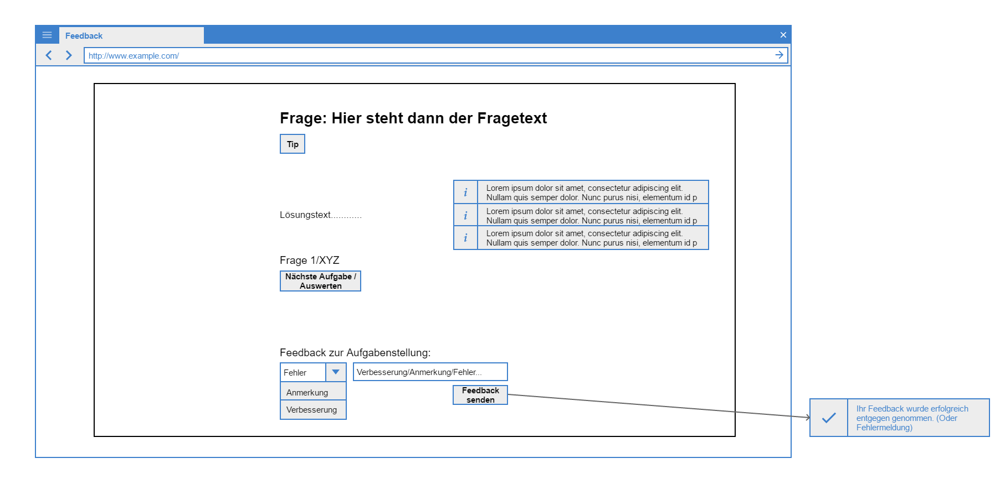 Feedback
http://www.example.com/
Frage: Hier steht dann der Fragetext
Tip
Lorem ipsum dolor sit amet, consectetur adipiscing elit.
Nullam quis semper dolor. Nunc purus nisi, elementum id p
Lorem ipsum dolor sit amet, consectetur adipiscing elit.
Nullam quis semper dolor. Nunc purus nisi, elementum id p
Lorem ipsum dolor sit amet, consectetur adipiscing elit.
Nullam quis semper dolor. Nunc purus nisi, elementum id p
Lösungstext............
Frage 1/XYZ
Nächste Aufgabe /
Auswerten
Feedback zur Aufgabenstellung:
Fehler
Verbesserung/Anmerkung/Fehler...
Anmerkung
Verbesserung
Feedback
senden
Ihr Feedback wurde erfolgreich
entgegen genommen. (Oder
Fehlermeldung)